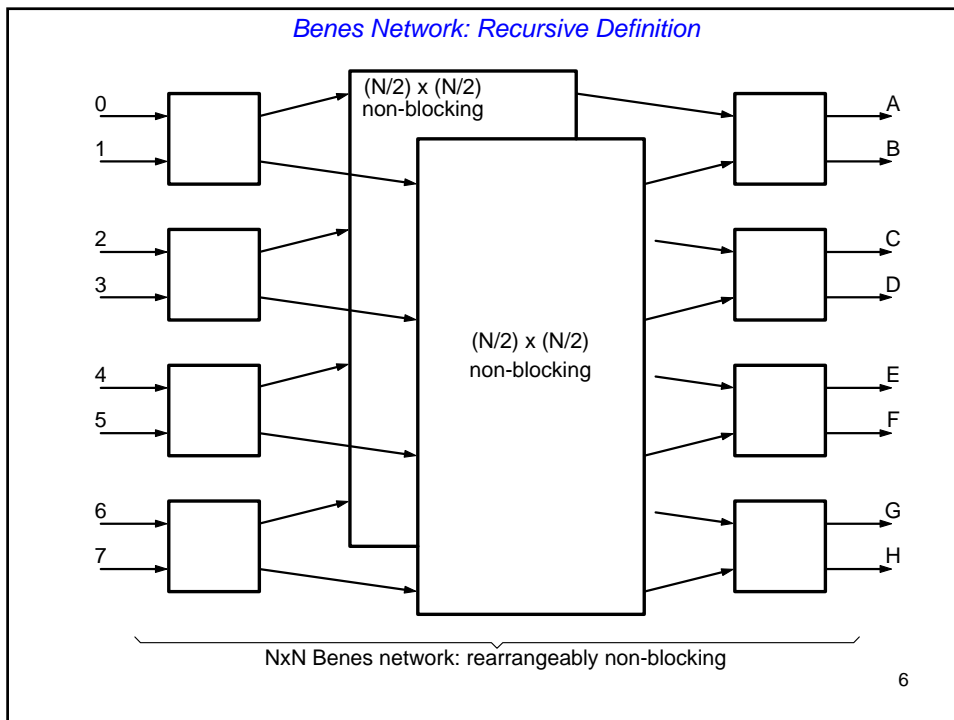 Benes Network: Recursive Definition
(N/2) x (N/2)
non-blocking
0
1
2
3
4
5
6
7
(N/2) x (N/2)
non-blocking
A
B
C
D
E
F
G
H
NxN Benes network: rearrangeably non-blocking
6